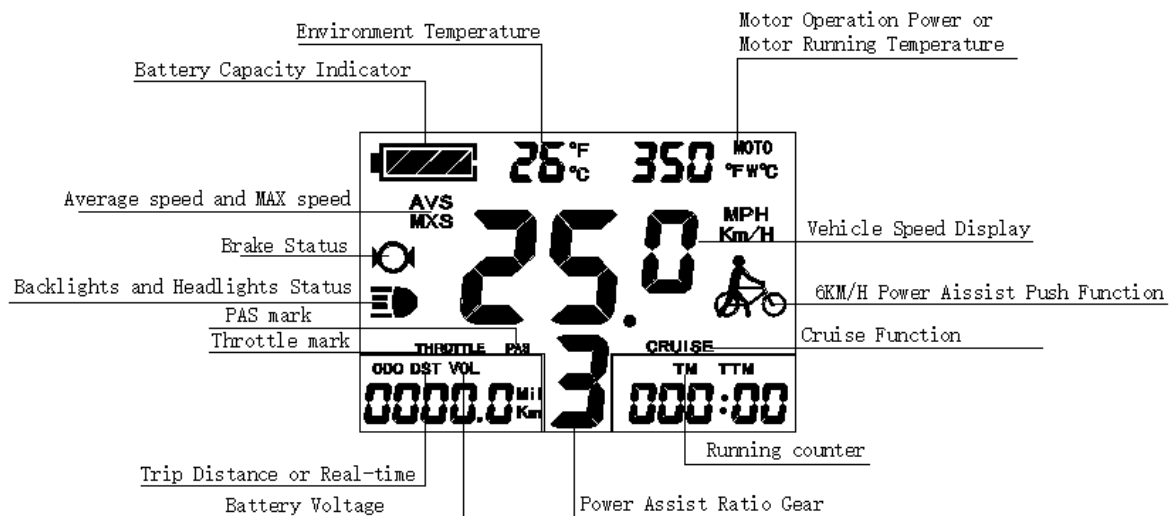 Motor Operation Power or
Motor Running Temperature
Environment Temperature
Battery Capacity Indicator
26 °F °C 350 MOTO °F W °C
Average speed and MAX speed
AVS
MXS
25.0
MPH
Km/H
Vehicle Speed Display
Brake Status
Backlights and Headlights Status
6KM/H Power Aissist Push Function
PAS mark
Throttle mark
Cruise Function
THROTTLE PAS
CRUISE
ODO DST VOL
0000.0 Mil Km
3
TM TTM
000:00
Running counter
Trip Distance or Real-time
Battery Voltage
Power Assist Ratio Gear